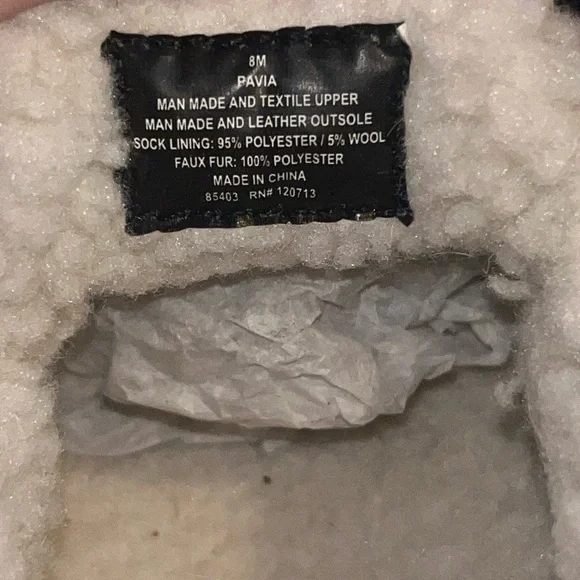 8M
PAVIA
MAN MADE AND TEXTILE UPPER
MAN MADE AND LEATHER OUTSOLE
SOCK LINING: 95% POLYESTER / 5% WOOL
FAUX FUR: 100% POLYESTER
MADE IN CHINA
85403 RN# 120713